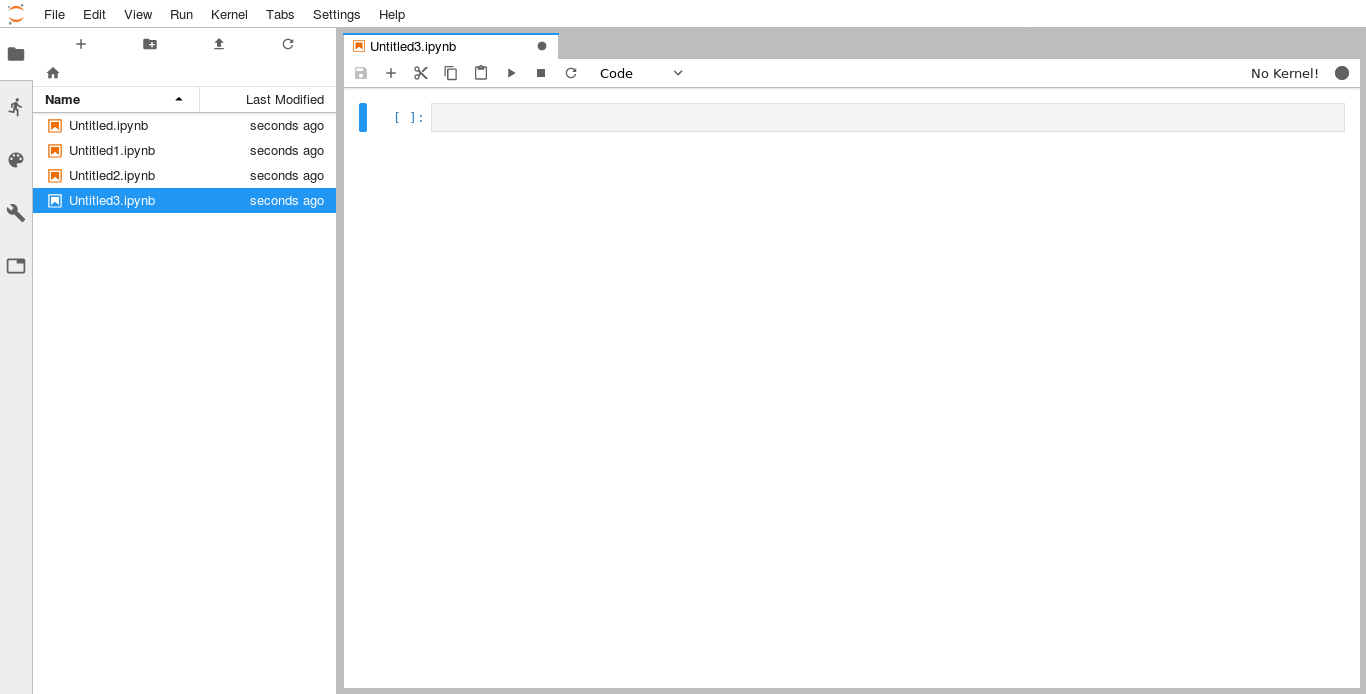 File Edit View Run Kernel Tabs Settings Help
Untitled3.ipynb
Code No Kernel!
Name Last Modified
[ ]:
Untitled.ipynb seconds ago
Untitled1.ipynb seconds ago
Untitled2.ipynb seconds ago
Untitled3.ipynb seconds ago